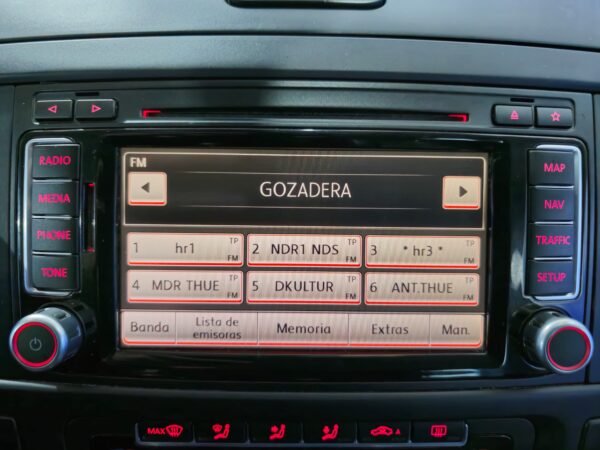 RADIO
MEDIA
PHONE
TONE
FM
GOZADERA
1 hr1 TP FM
2 NDR1 NDS TP FM
3 * hr3 * TP FM
4 MDR THUE TP FM
5 DKULTUR FM
6 ANT.THUE TP FM
Banda
Lista de
emisoras
Memoria
Extras
Man.
MAP
NAV
TRAFFIC
SETUP
MAX
A